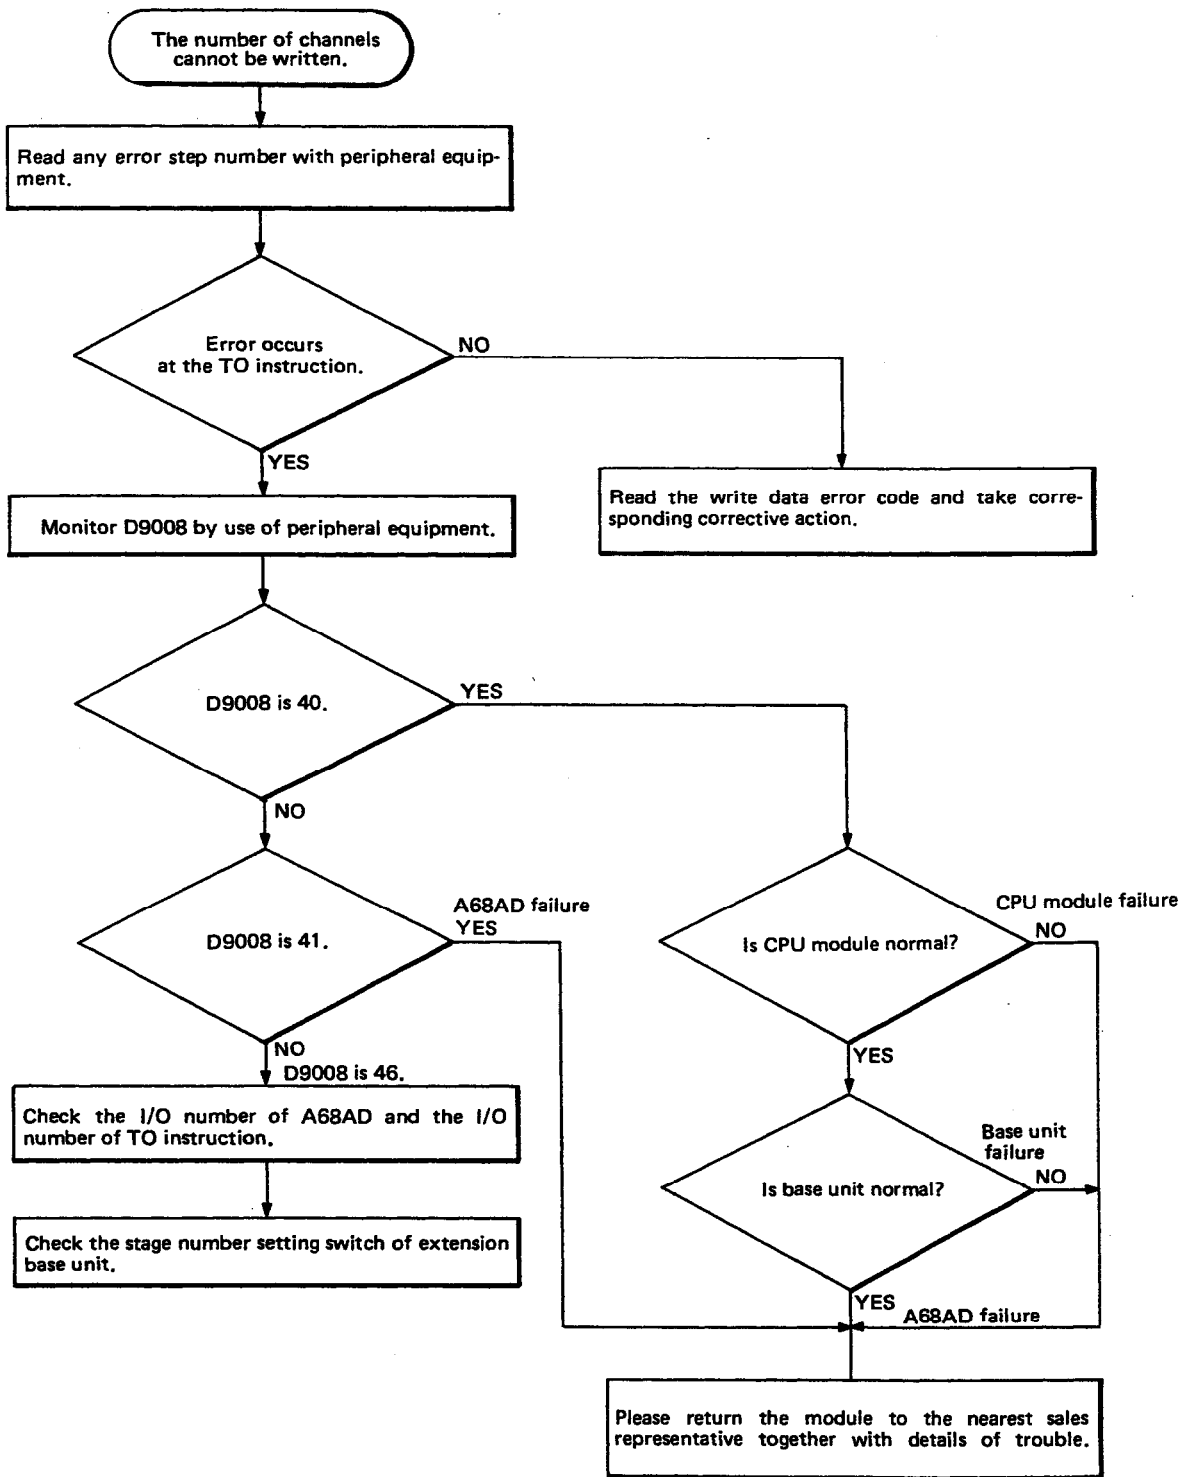 The number of channels
cannot be written.
Read any error step number with peripheral equip-
ment.
Error occurs
at the TO instruction.
NO
YES
Read the write data error code and take corre-
sponding corrective action.
Monitor D9008 by use of peripheral equipment.
D9008 is 40.
YES
NO
A68AD failure
YES
D9008 is 41.
CPU module failure
NO
Is CPU module normal?
NO
D9008 is 46.
YES
Check the I/O number of A68AD and the I/O
number of TO instruction.
Base unit
failure
NO
Is base unit normal?
Check the stage number setting switch of extension
base unit.
YES
A68AD failure
Please return the module to the nearest sales
representative together with details of trouble.